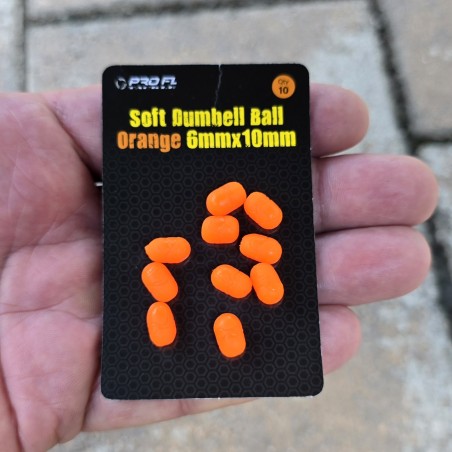 PRO FL
Qty
10
Soft Dumbell Ball
Orange 6mmx10mm